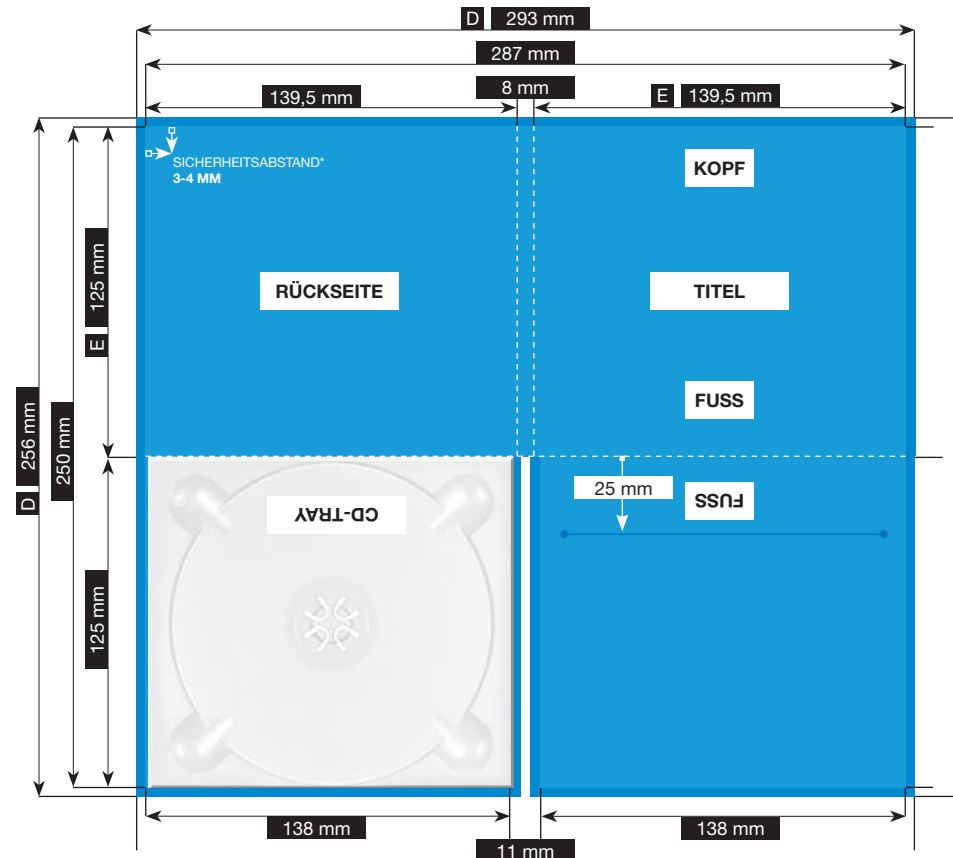 D 293 mm
287 mm
8 mm
139,5 mm
E 139,5 mm
SICHERHEITSABSTAND*
3-4 MM
KOPF
RÜCKSEITE
TITEL
FUSS
125 mm
E
D 256 mm
250 mm
25 mm
FUSS
CD-TRAY
125 mm
138 mm
138 mm
11 mm